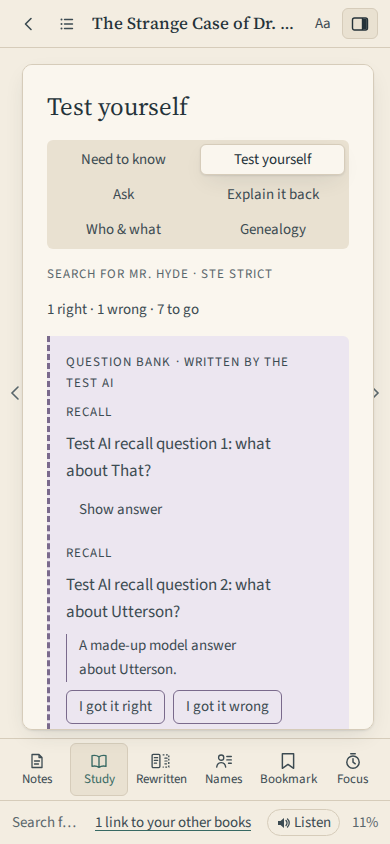 The Strange Case of Dr. ...
Aa
Test yourself
Need to know
Test yourself
Ask
Explain it back
Who & what
Genealogy
SEARCH FOR MR. HYDE · STE STRICT
1 right · 1 wrong · 7 to go
QUESTION BANK · WRITTEN BY THE
TEST AI
RECALL
Test AI recall question 1: what
about That?
Show answer
RECALL
Test AI recall question 2: what
about Utterson?
A made-up model answer
about Utterson.
I got it right
I got it wrong
Notes
Study
Rewritten
Names
Bookmark
Focus
Search f...
1 link to your other books
Listen
11%